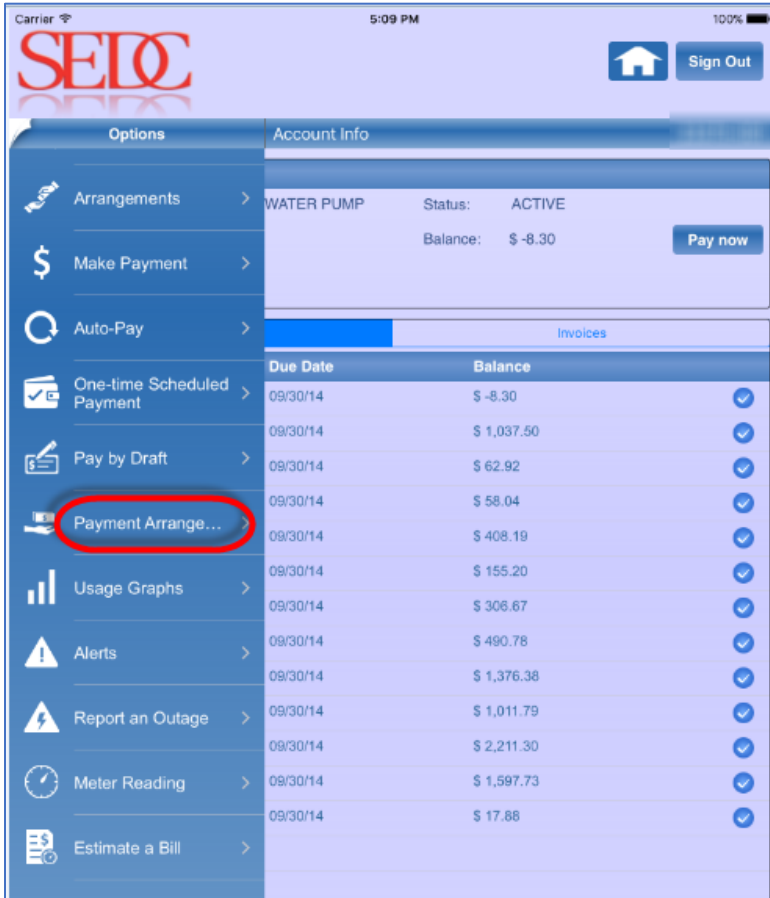 Carrier 5:09 PM 100%
SEDC
Sign Out
Options
Account Info
Arrangements
Make Payment
Auto-Pay
One-time Scheduled
Payment
Pay by Draft
Payment Arrange...
Usage Graphs
Alerts
Report an Outage
Meter Reading
Estimate a Bill
WATER PUMP Status: ACTIVE
Balance: $ -8.30 Pay now
Invoices
Due Date Balance
09/30/14 $ -8.30
09/30/14 $ 1,037.50
09/30/14 $ 62.92
09/30/14 $ 58.04
09/30/14 $ 408.19
09/30/14 $ 155.20
09/30/14 $ 306.67
09/30/14 $ 490.78
09/30/14 $ 1,376.38
09/30/14 $ 1,011.79
09/30/14 $ 2,211.30
09/30/14 $ 1,597.73
09/30/14 $ 17.88